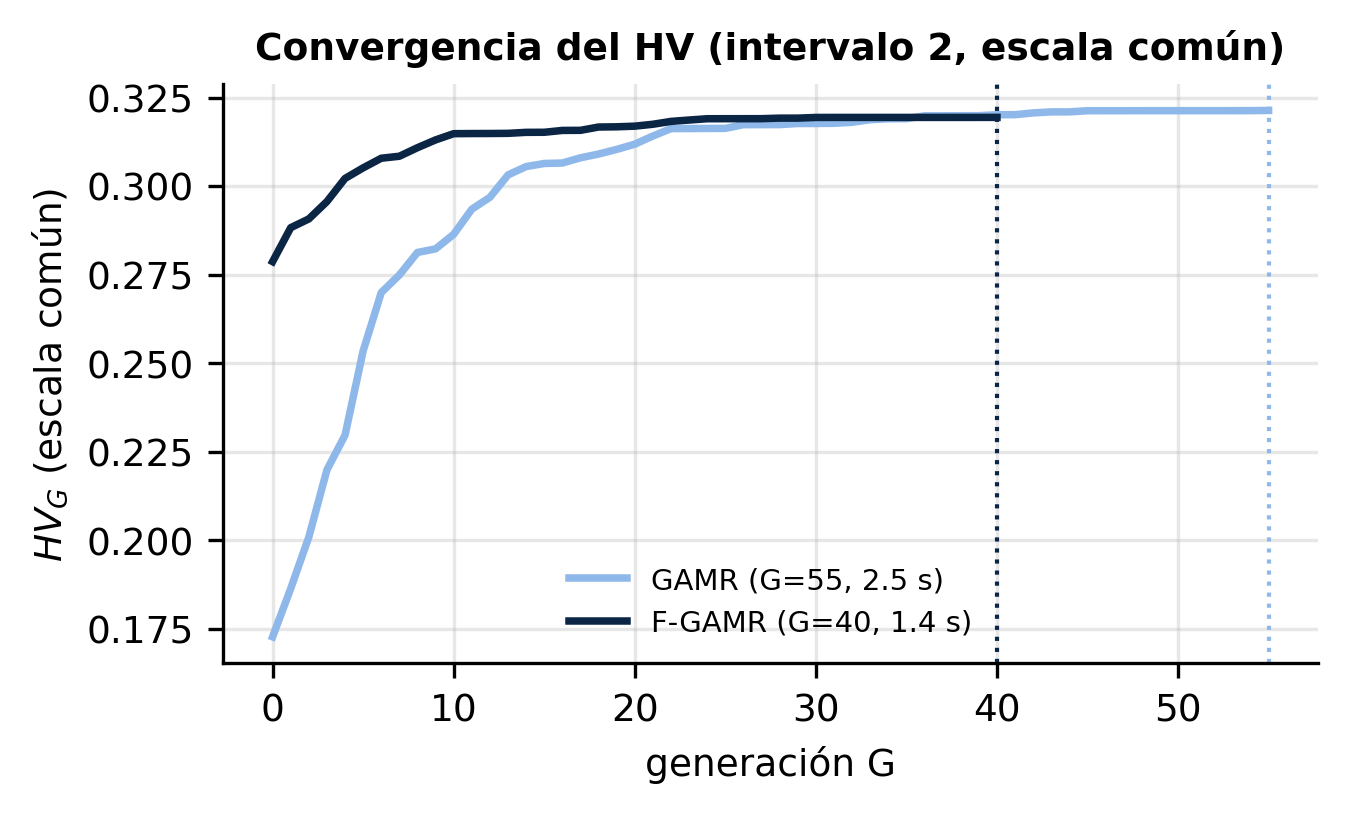 Convergencia del HV (intervalo 2, escala común)
HV_G (escala común)
0.325
0.300
0.275
0.250
0.225
0.200
0.175
GAMR (G=55, 2.5 s)
F-GAMR (G=40, 1.4 s)
0 10 20 30 40 50
generación G